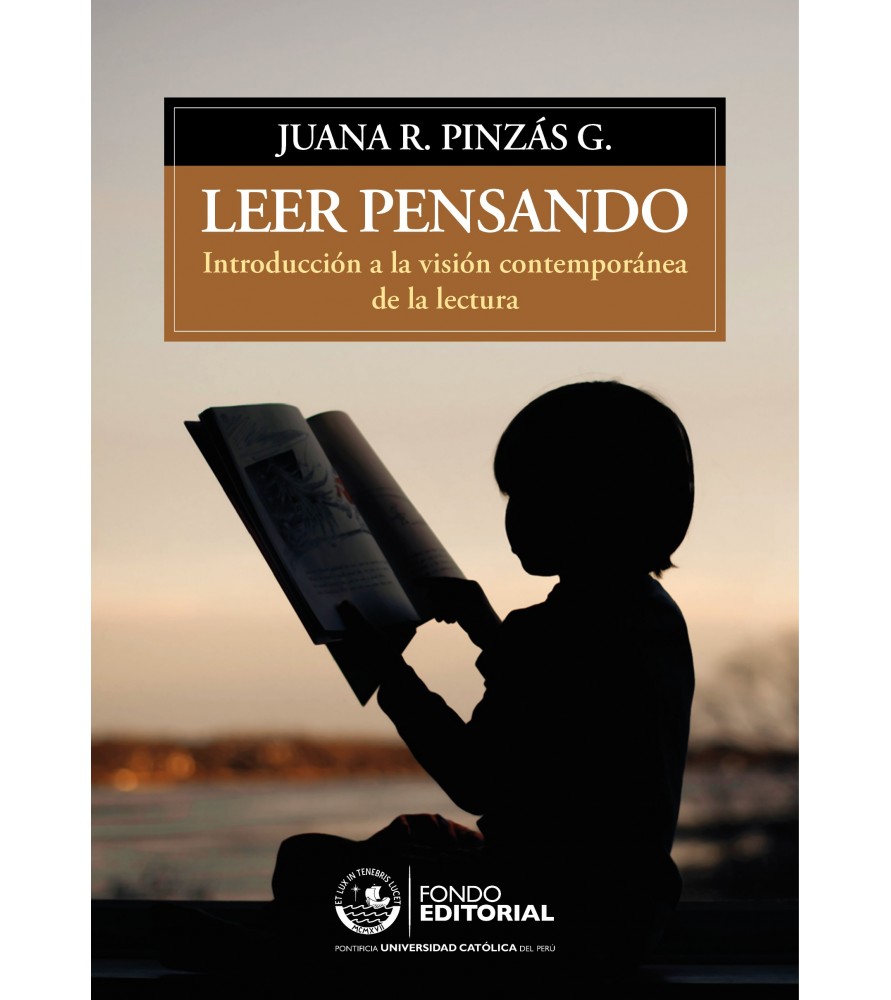 JUANA R. PINZÁS G.
LEER PENSANDO
Introducción a la visión contemporánea
de la lectura
ET LUX IN TENEBRIS LUCET
MCMXVII
FONDO
EDITORIAL
PONTIFICIA UNIVERSIDAD CATÓLICA DEL PERÚ